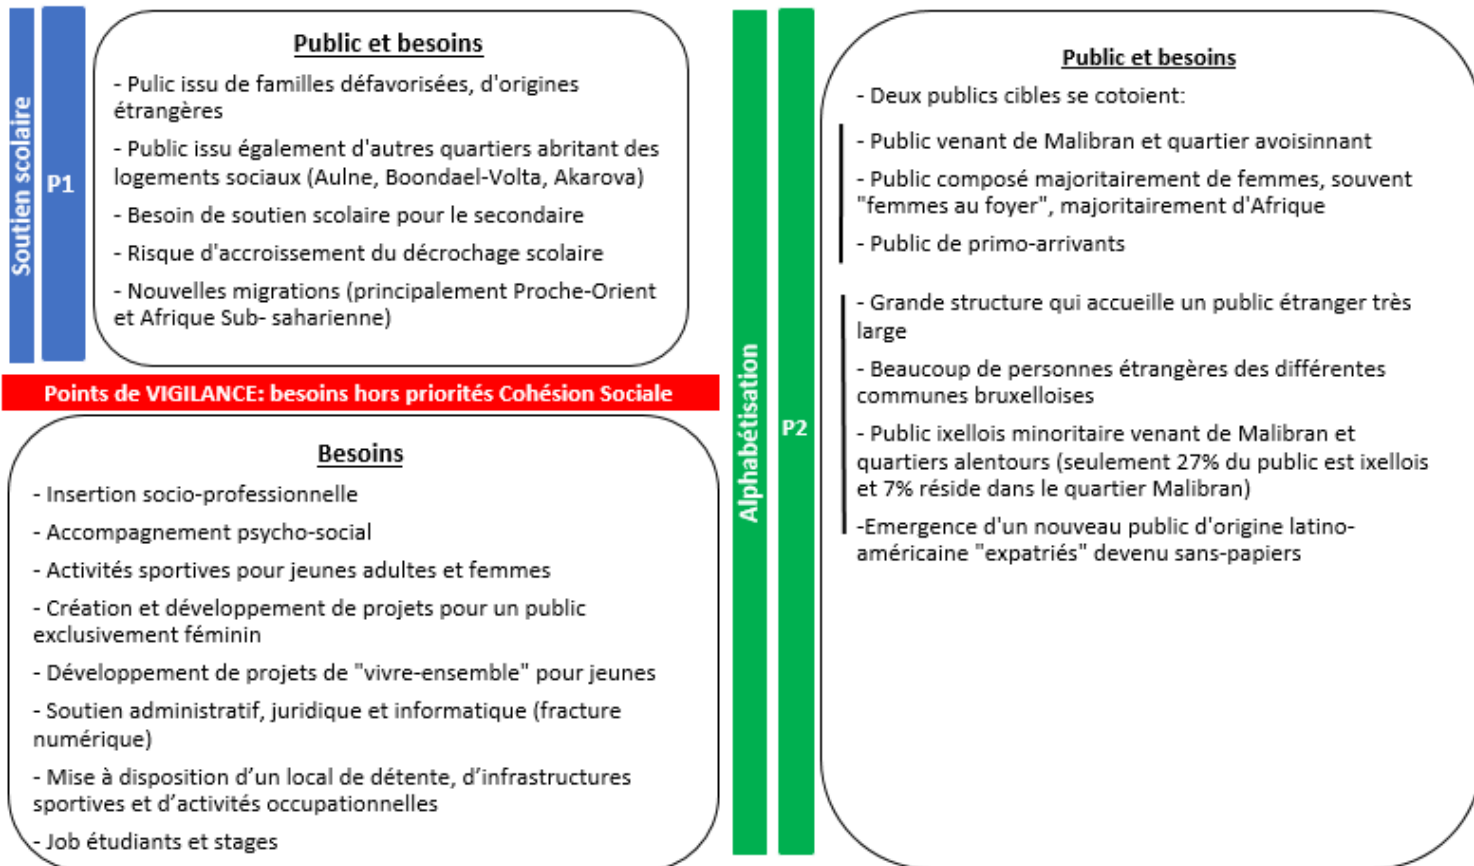 Soutien scolaire
P1
Public et besoins
- Pulic issu de familles défavorisées, d'origines
étrangères
- Public issu également d'autres quartiers abritant des
logements sociaux (Aulne, Boondael-Volta, Akarova)
- Besoin de soutien scolaire pour le secondaire
- Risque d'accroissement du décrochage scolaire
- Nouvelles migrations (principalement Proche-Orient
et Afrique Sub- saharienne)
Points de VIGILANCE: besoins hors priorités Cohésion Sociale
Besoins
- Insertion socio-professionnelle
- Accompagnement psycho-social
- Activités sportives pour jeunes adultes et femmes
- Création et développement de projets pour un public
exclusivement féminin
- Développement de projets de "vivre-ensemble" pour jeunes
- Soutien administratif, juridique et informatique (fracture
numérique)
- Mise à disposition d’un local de détente, d’infrastructures
sportives et d’activités occupationnelles
- Job étudiants et stages
Alphabétisation
P2
Public et besoins
- Deux publics cibles se cotoient:
- Public venant de Malibran et quartier avoisinnant
- Public composé majoritairement de femmes, souvent
"femmes au foyer", majoritairement d'Afrique
- Public de primo-arrivants
- Grande structure qui accueille un public étranger très
large
- Beaucoup de personnes étrangères des différentes
communes bruxelloises
- Public ixellois minoritaire venant de Malibran et
quartiers alentours (seulement 27% du public est ixellois
et 7% réside dans le quartier Malibran)
-Emergence d'un nouveau public d'origine latino-
américaine "expatriés" devenu sans-papiers